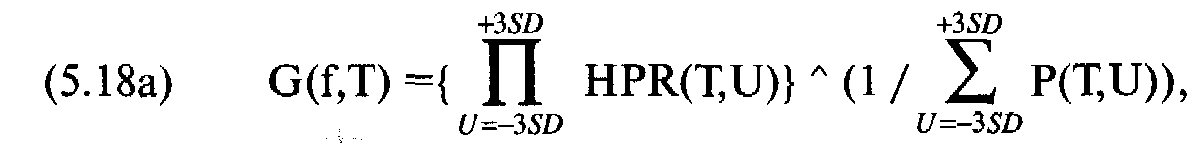 (5.18a) G(f,T) ={ ∏_{U=–3SD}^{+3SD} HPR(T,U)} ^ (1 / ∑_{U=–3SD}^{+3SD} P(T,U)),